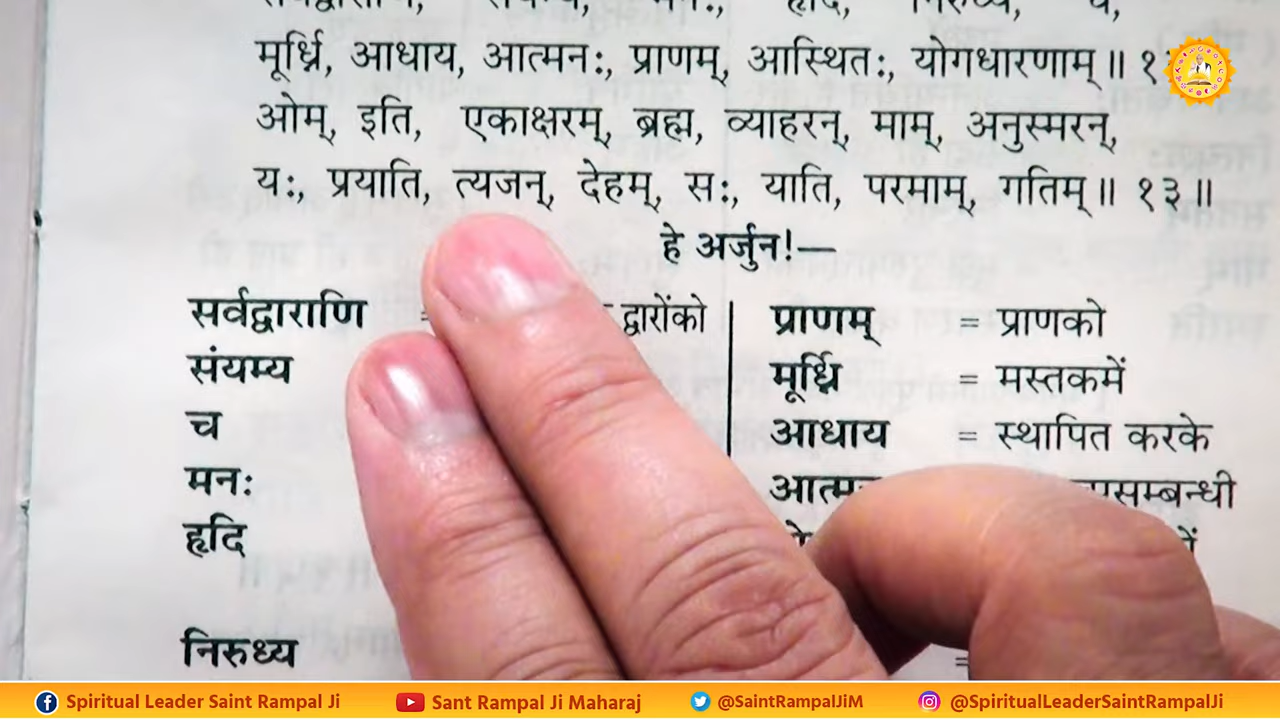 मूर्ध्नि, आधाय, आत्मनः, प्राणम्, आस्थितः, योगधारणाम्॥
ओम्, इति, एकाक्षरम्, ब्रह्म, व्याहरन्, माम्, अनुस्मरन्,
यः, प्रयाति, त्यजन्, देहम्, सः, याति, परमाम्, गतिम्॥ १३॥
हे अर्जुन!—
सर्वद्वाराणि = द्वारोंको
संयम्य
च
मनः
हृदि
निरुध्य
प्राणम् = प्राणको
मूर्ध्नि = मस्तकमें
आधाय = स्थापित करके
Spiritual Leader Saint Rampal Ji
Sant Rampal Ji Maharaj
@SaintRampalJiM
@SpiritualLeaderSaintRampalJi